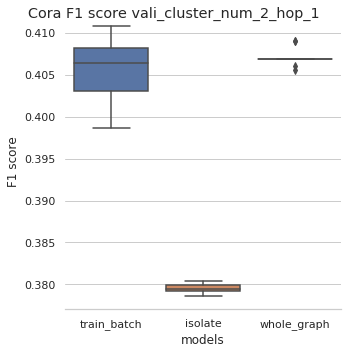 Cora F1 score vali_cluster_num_2_hop_1
0.410
0.405
0.400
0.395
0.390
0.385
0.380
F1 score
train_batch isolate whole_graph
models